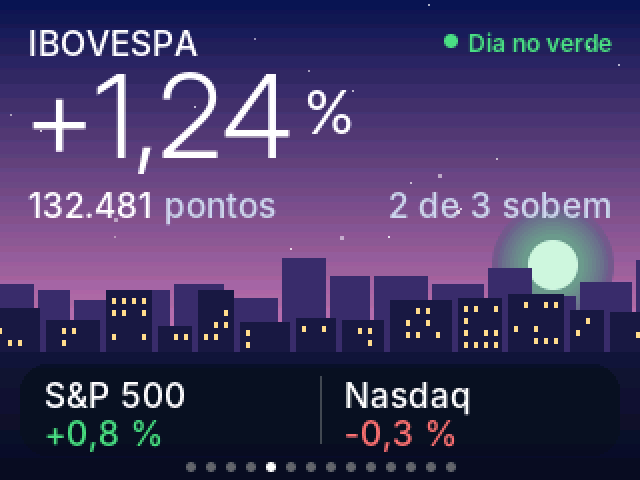 IBOVESPA
Dia no verde
+1,24 %
132.481 pontos
2 de 3 sobem
S&P 500
+0,8 %
Nasdaq
-0,3 %